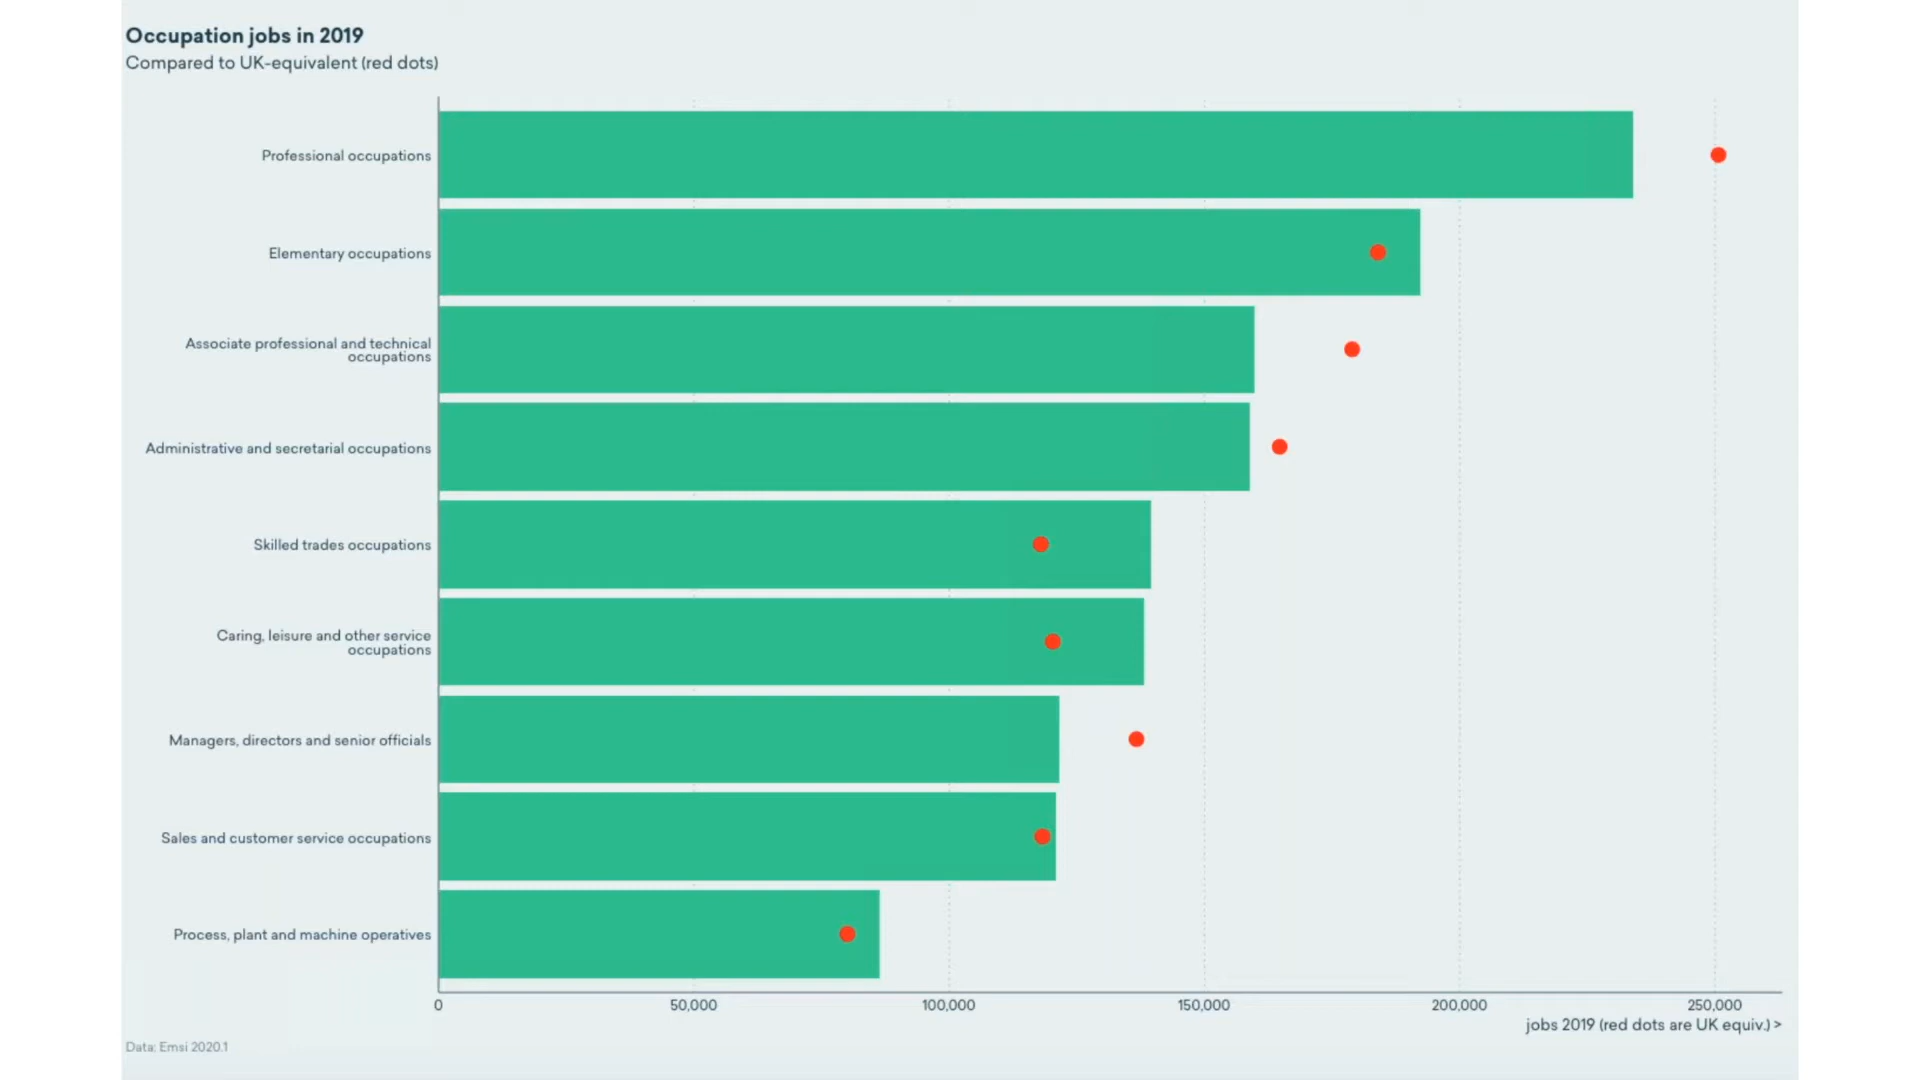 Occupation jobs in 2019
Compared to UK-equivalent (red dots)
Professional occupations
Elementary occupations
Associate professional and technical
occupations
Administrative and secretarial occupations
Skilled trades occupations
Caring, leisure and other service
occupations
Managers, directors and senior officials
Sales and customer service occupations
Process, plant and machine operatives
0 50,000 100,000 150,000 200,000 250,000
jobs 2019 (red dots are UK equiv.) >
Data: Emsi 2020.1